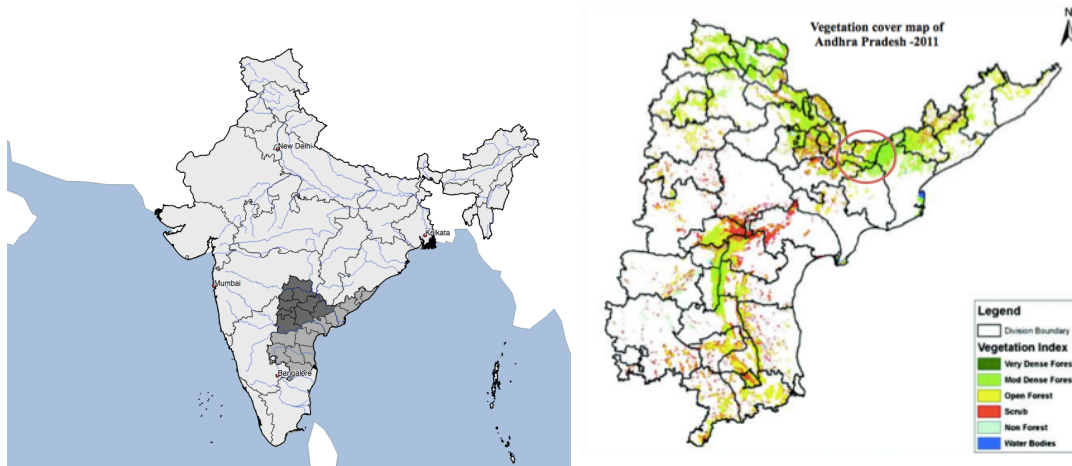 New Delhi
Kolkata
Mumbai
Bangalore
Vegetation cover map of
Andhra Pradesh -2011
N
Legend
Division Boundary
Vegetation Index
Very Dense Fores
Mod Dense Fores
Open Forest
Scrub
Non Forest
Water Bodies